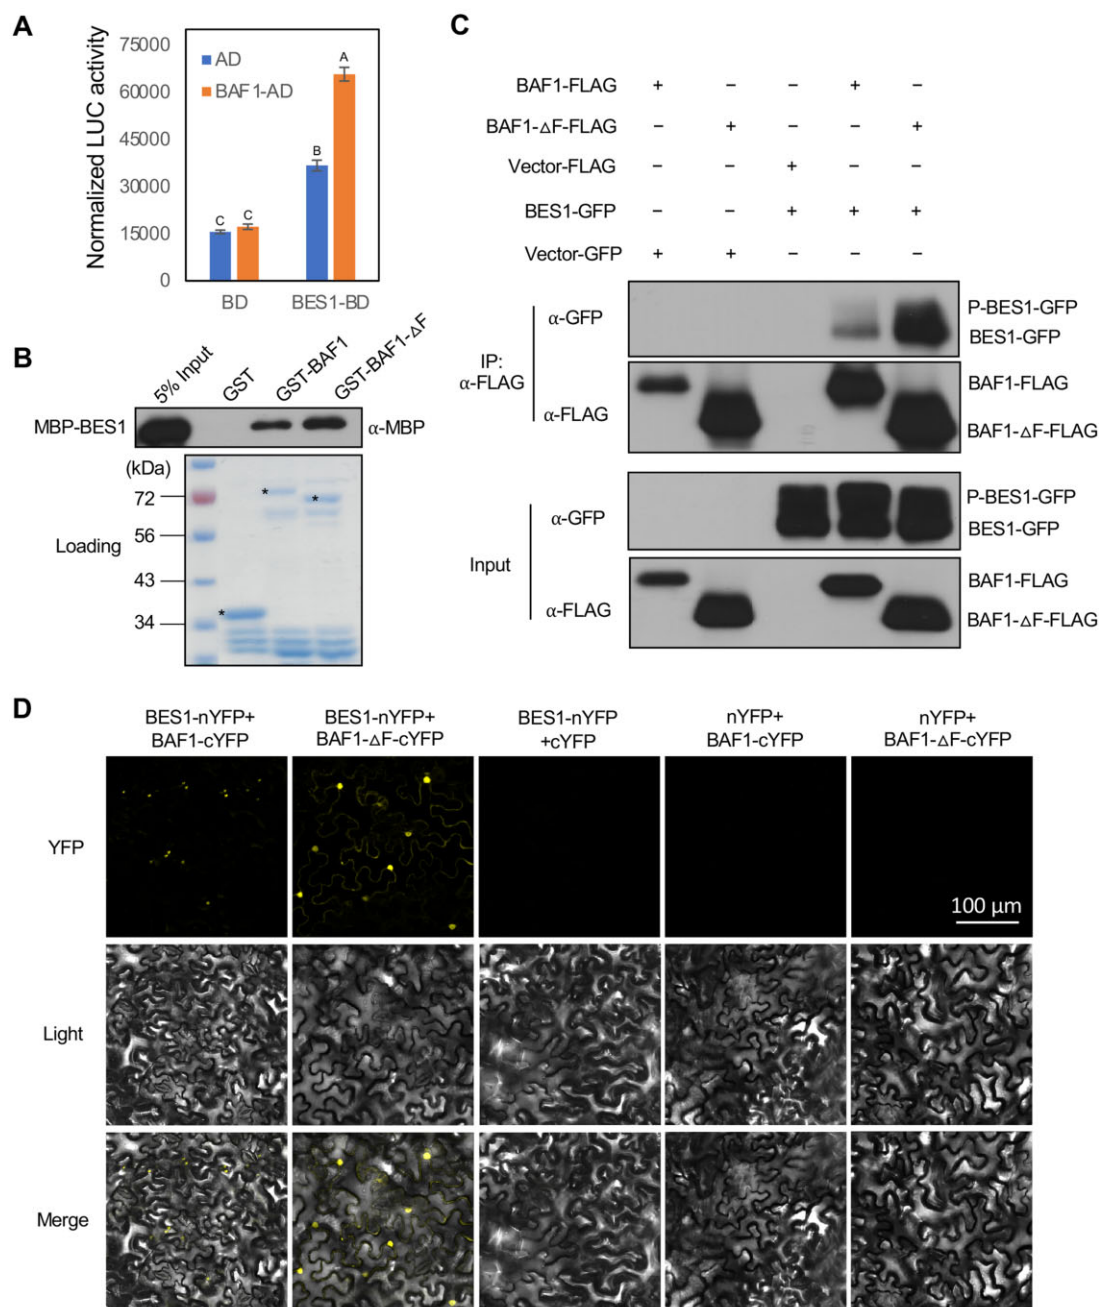 A
Normalized LUC activity
75000
60000
45000
30000
15000
0
AD
BAF1-AD
C
C
B
A
BD
BES1-BD
B
5% Input
GST
GST-BAF1
GST-BAF1-ΔF
MBP-BES1
α-MBP
(kDa)
72
56
Loading
43
34
*
*
*
C
BAF1-FLAG + – – + –
BAF1-ΔF-FLAG – + – – +
Vector-FLAG – – + – –
BES1-GFP – – + + +
Vector-GFP + + – – –
IP:
α-FLAG
α-GFP
P-BES1-GFP
BES1-GFP
α-FLAG
BAF1-FLAG
BAF1-ΔF-FLAG
Input
α-GFP
P-BES1-GFP
BES1-GFP
α-FLAG
BAF1-FLAG
BAF1-ΔF-FLAG
D
BES1-nYFP+
BAF1-cYFP
BES1-nYFP+
BAF1-ΔF-cYFP
BES1-nYFP
+cYFP
nYFP+
BAF1-cYFP
nYFP+
BAF1-ΔF-cYFP
YFP
100 μm
Light
Merge